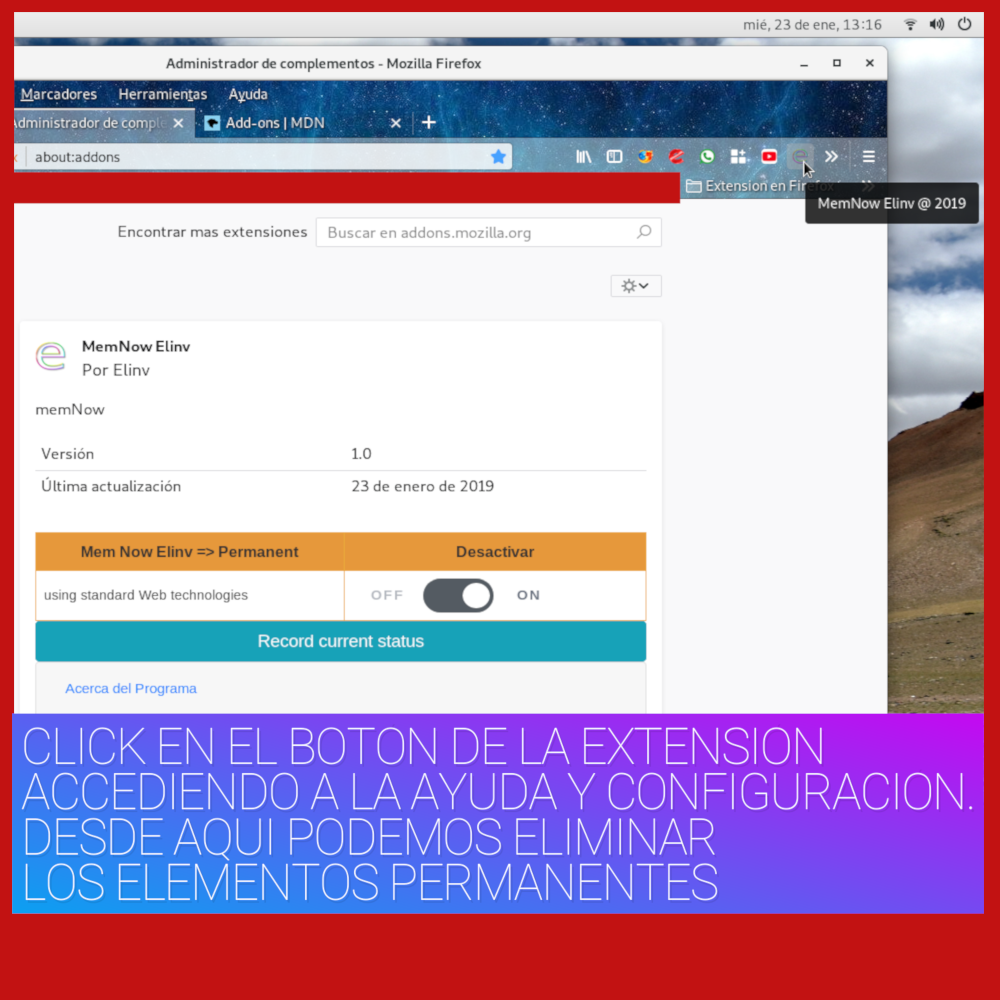 mié, 23 de ene, 13:16
Administrador de complementos - Mozilla Firefox
Marcadores Herramientas Ayuda
Administrador de comple Add-ons | MDN
about:addons
Extension en Firefox
MemNow Elinv @ 2019
Encontrar mas extensiones Buscar en addons.mozilla.org
MemNow Elinv
Por Elinv
memNow
Versión 1.0
Última actualización 23 de enero de 2019
Mem Now Elinv => Permanent Desactivar
using standard Web technologies OFF ON
Record current status
Acerca del Programa
CLICK EN EL BOTON DE LA EXTENSION
ACCEDIENDO A LA AYUDA Y CONFIGURACION.
DESDE AQUI PODEMOS ELIMINAR
LOS ELEMENTOS PERMANENTES